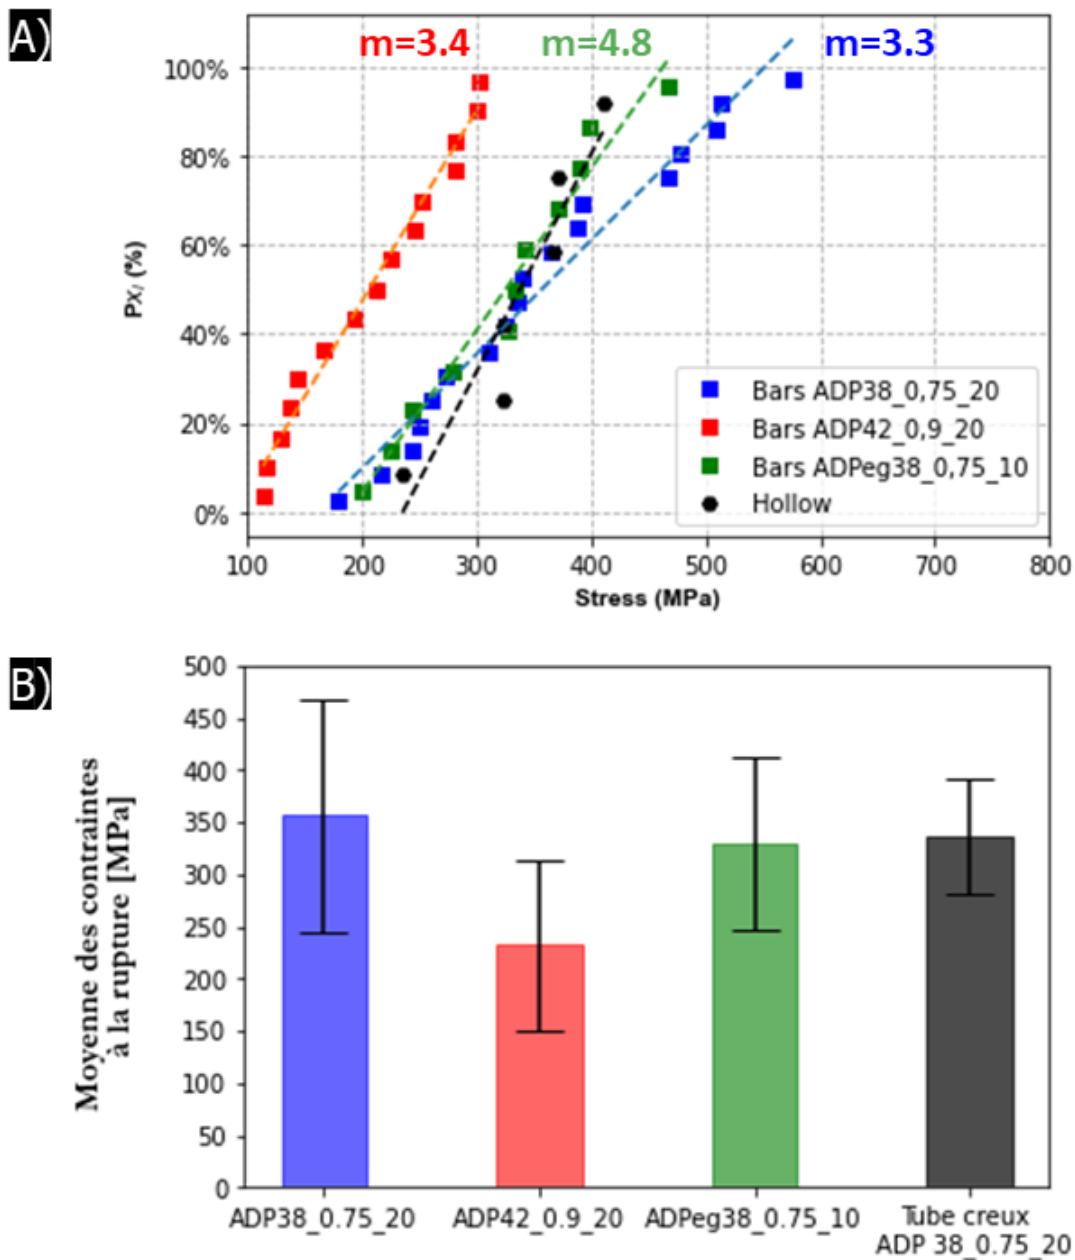 A)
m=3.4
m=4.8
m=3.3
100%
80%
60%
40%
20%
0%
Pxᵢ (%)
Bars ADP38_0,75_20
Bars ADP42_0,9_20
Bars ADPeg38_0,75_10
Hollow
100 200 300 400 500 600 700 800
Stress (MPa)
B)
500
450
400
350
300
250
200
150
100
50
0
Moyenne des contraintes
à la rupture [MPa]
ADP38_0.75_20 ADP42_0.9_20 ADPeg38_0.75_10 Tube creux
ADP 38_0.75_20